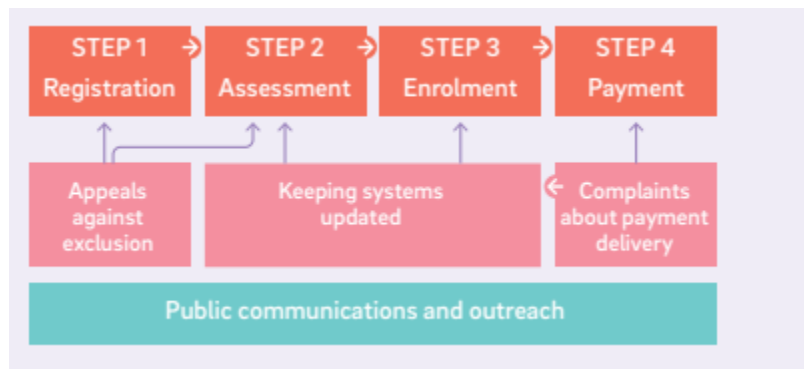 STEP 1
Registration
STEP 2
Assessment
STEP 3
Enrolment
STEP 4
Payment
Appeals
against
exclusion
Keeping systems
updated
Complaints
about payment
delivery
Public communications and outreach